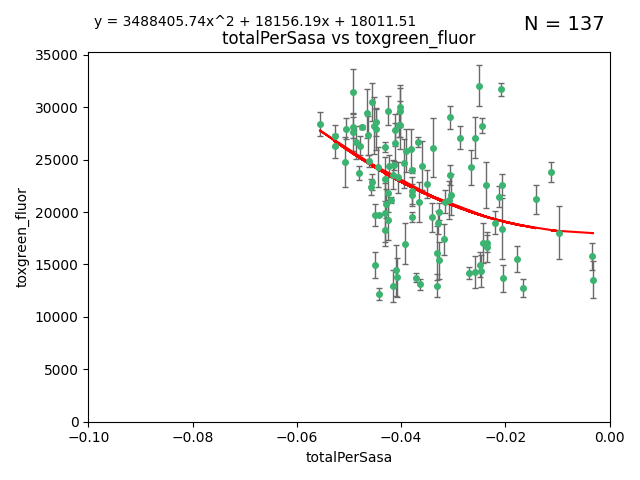 y = 3488405.74x^2 + 18156.19x + 18011.51
N = 137
totalPerSasa vs toxgreen_fluor
35000
30000
25000
20000
15000
10000
5000
0
toxgreen_fluor
−0.10 −0.08 −0.06 −0.04 −0.02 0.00
totalPerSasa